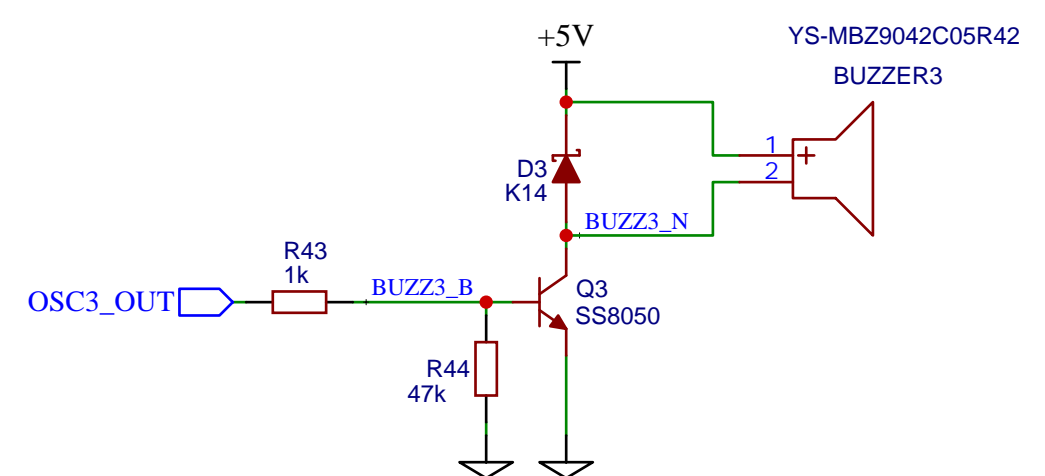 +5V
YS-MBZ9042C05R42
BUZZER3
1
+
2
D3
K14
BUZZ3_N
R43
1k
BUZZ3_B
OSC3_OUT
Q3
SS8050
R44
47k